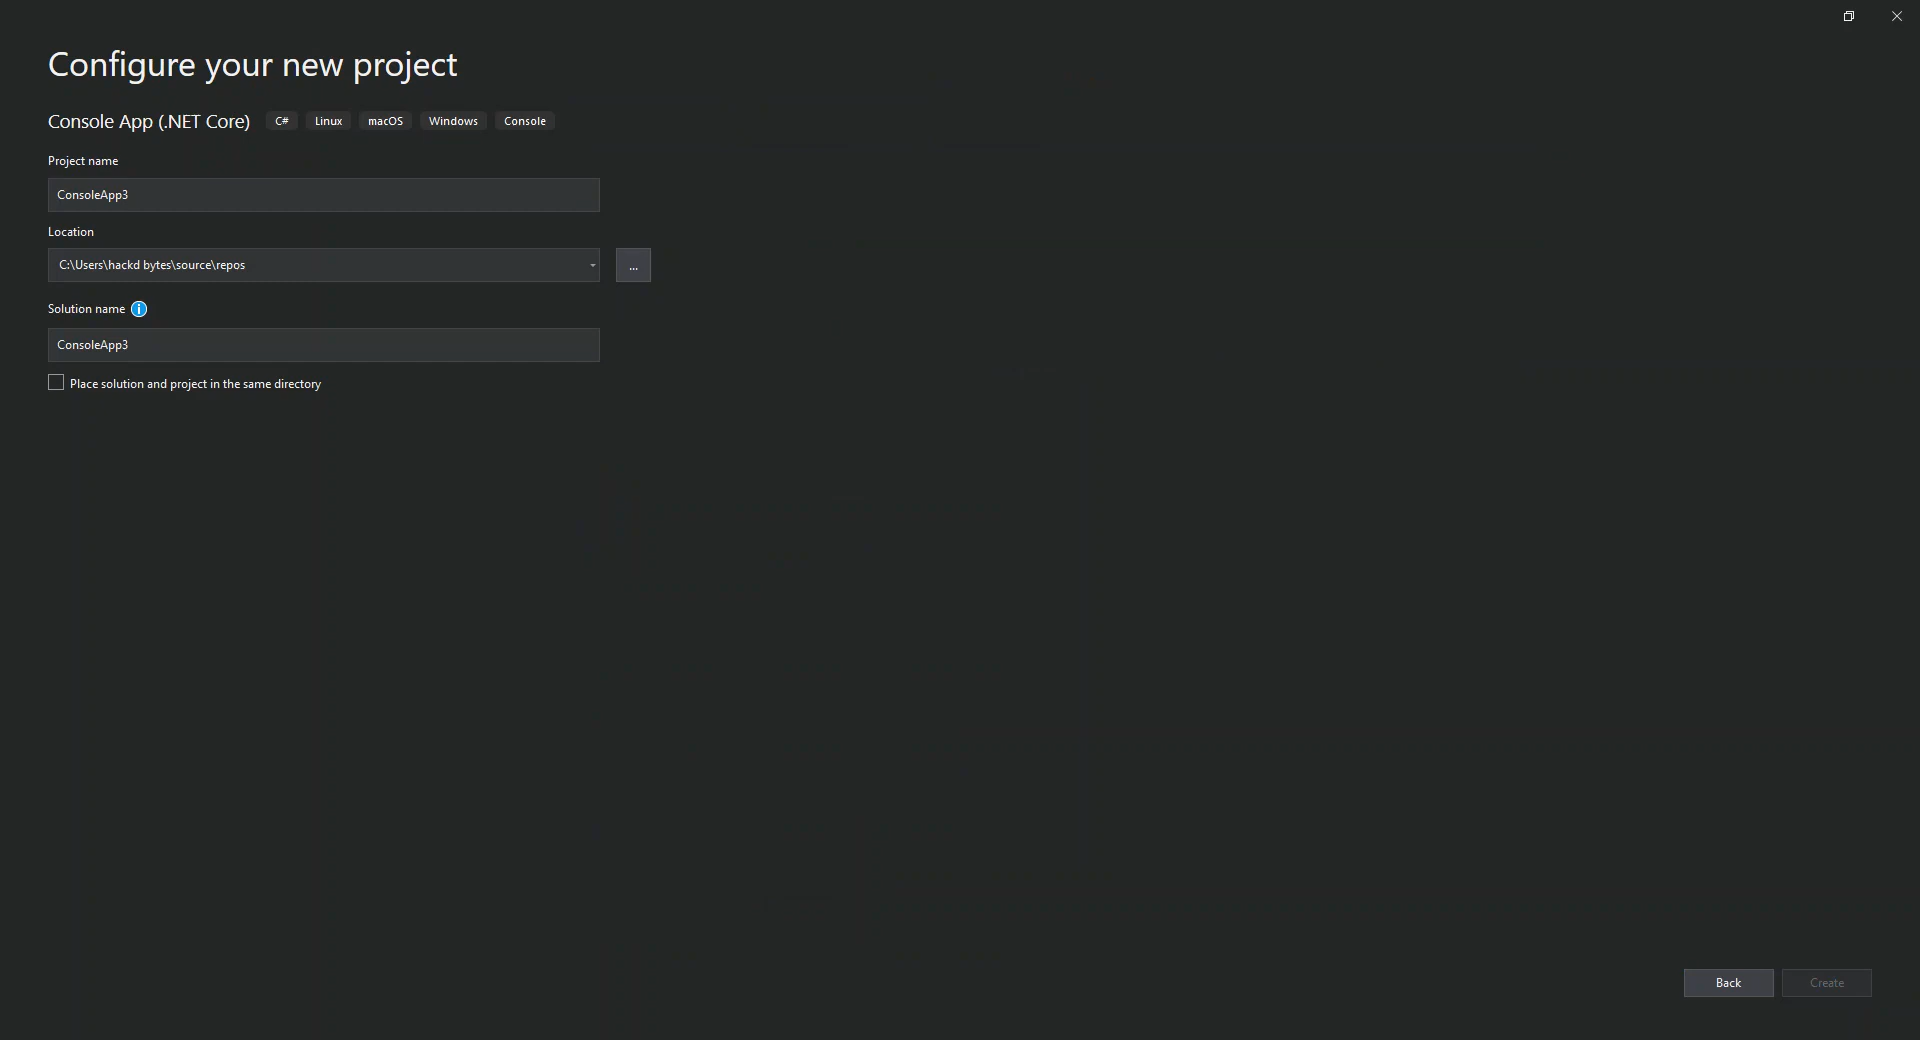 Configure your new project
Console App (.NET Core) C# Linux macOS Windows Console
Project name
ConsoleApp3
Location
C:\Users\hackd bytes\source\repos
...
Solution name
ConsoleApp3
Place solution and project in the same directory
Back Create